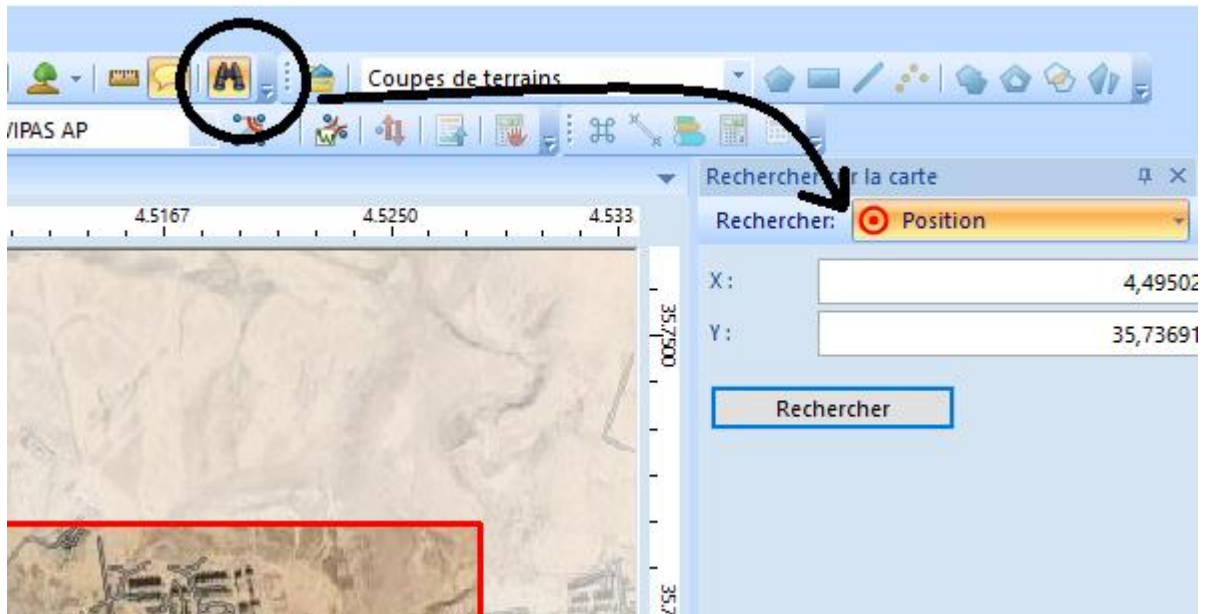 Coupes de terrains
VIPAS AP
Rechercher sur la carte
Rechercher: Position
4.5167 4.5250 4.533
X : 4,49502
35.7500
Y : 35,73691
Rechercher
35.7